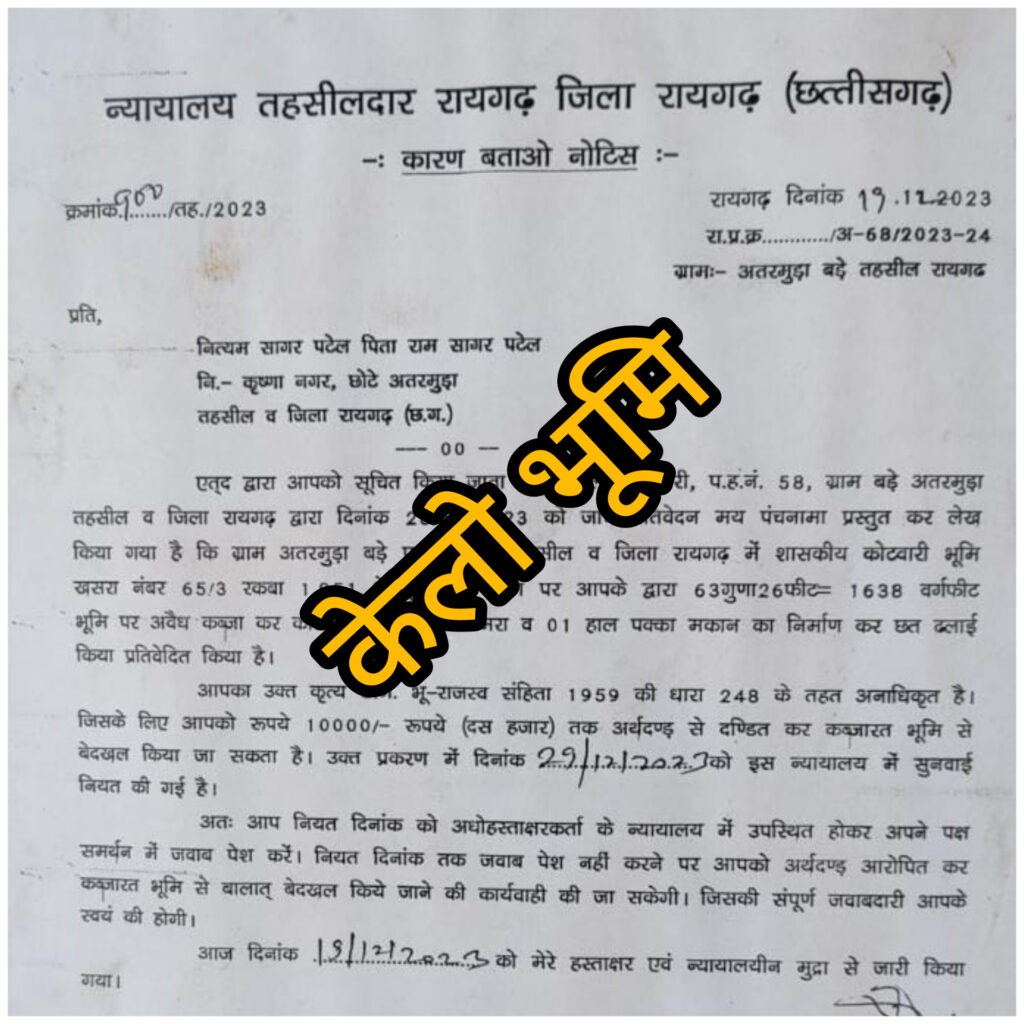 न्यायालय तहसीलदार रायगढ़ जिला रायगढ़ (छत्तीसगढ़)
-: कारण बताओ नोटिस :-
क्रमांक.900/तह./2023
रायगढ़ दिनांक 19.12.2023
रा.प्र.क्र............/अ-68/2023-24
ग्रामः- अतरमुड़ा बड़े तहसील रायगढ
प्रति,
नित्यम सागर पटेल पिता राम सागर पटेल
नि.- कृष्णा नगर, छोटे अतरमुड़ा
तहसील व जिला रायगढ़ (छ.ग.)
--- 00 --
एतद् द्वारा आपको सूचित प.ह.नं. 58, ग्राम बड़े अतरमुड़ा
तहसील व जिला रायगढ़ द्वारा दिनांक को मय पंचनामा प्रस्तुत कर लेख
किया गया है कि ग्राम अतरमुड़ा बड़े व जिला रायगढ़ में शासकीय कोटवारी भूमि
खसरा नंबर 65/3 रकबा पर आपके द्वारा 63गुणा26फीट= 1638 वर्गफीट
भूमि पर अवैध कब्जा कर व 01 हाल पक्का मकान का निर्माण कर छत ढलाई
किया प्रतिवेदित किया है।
आपका उक्त कृत्य भू-राजस्व संहिता 1959 की धारा 248 के तहत अनाधिकृत है।
जिसके लिए आपको रूपये 10000/- रूपये (दस हजार) तक अर्थदण्ड से दण्डित कर कब्जारत भूमि से
बेदखल किया जा सकता है। उक्त प्रकरण में दिनांक 29/12/2023 को इस न्यायालय में सुनवाई
नियत की गई है।
अतः आप नियत दिनांक को अधोहस्ताक्षरकर्ता के न्यायालय में उपस्थित होकर अपने पक्ष
समर्थन में जवाब पेश करें। नियत दिनांक तक जवाब पेश नहीं करने पर आपको अर्थदण्ड आरोपित कर
कब्जारत भूमि से बालात् बेदखल किये जाने की कार्यवाही की जा सकेगी। जिसकी संपूर्ण जवाबदारी आपके
स्वयं की होगी।
आज दिनांक 19/12/2023 को मेरे हस्ताक्षर एवं न्यायालयीन मुद्रा से जारी किया
गया।
केलो भूमि